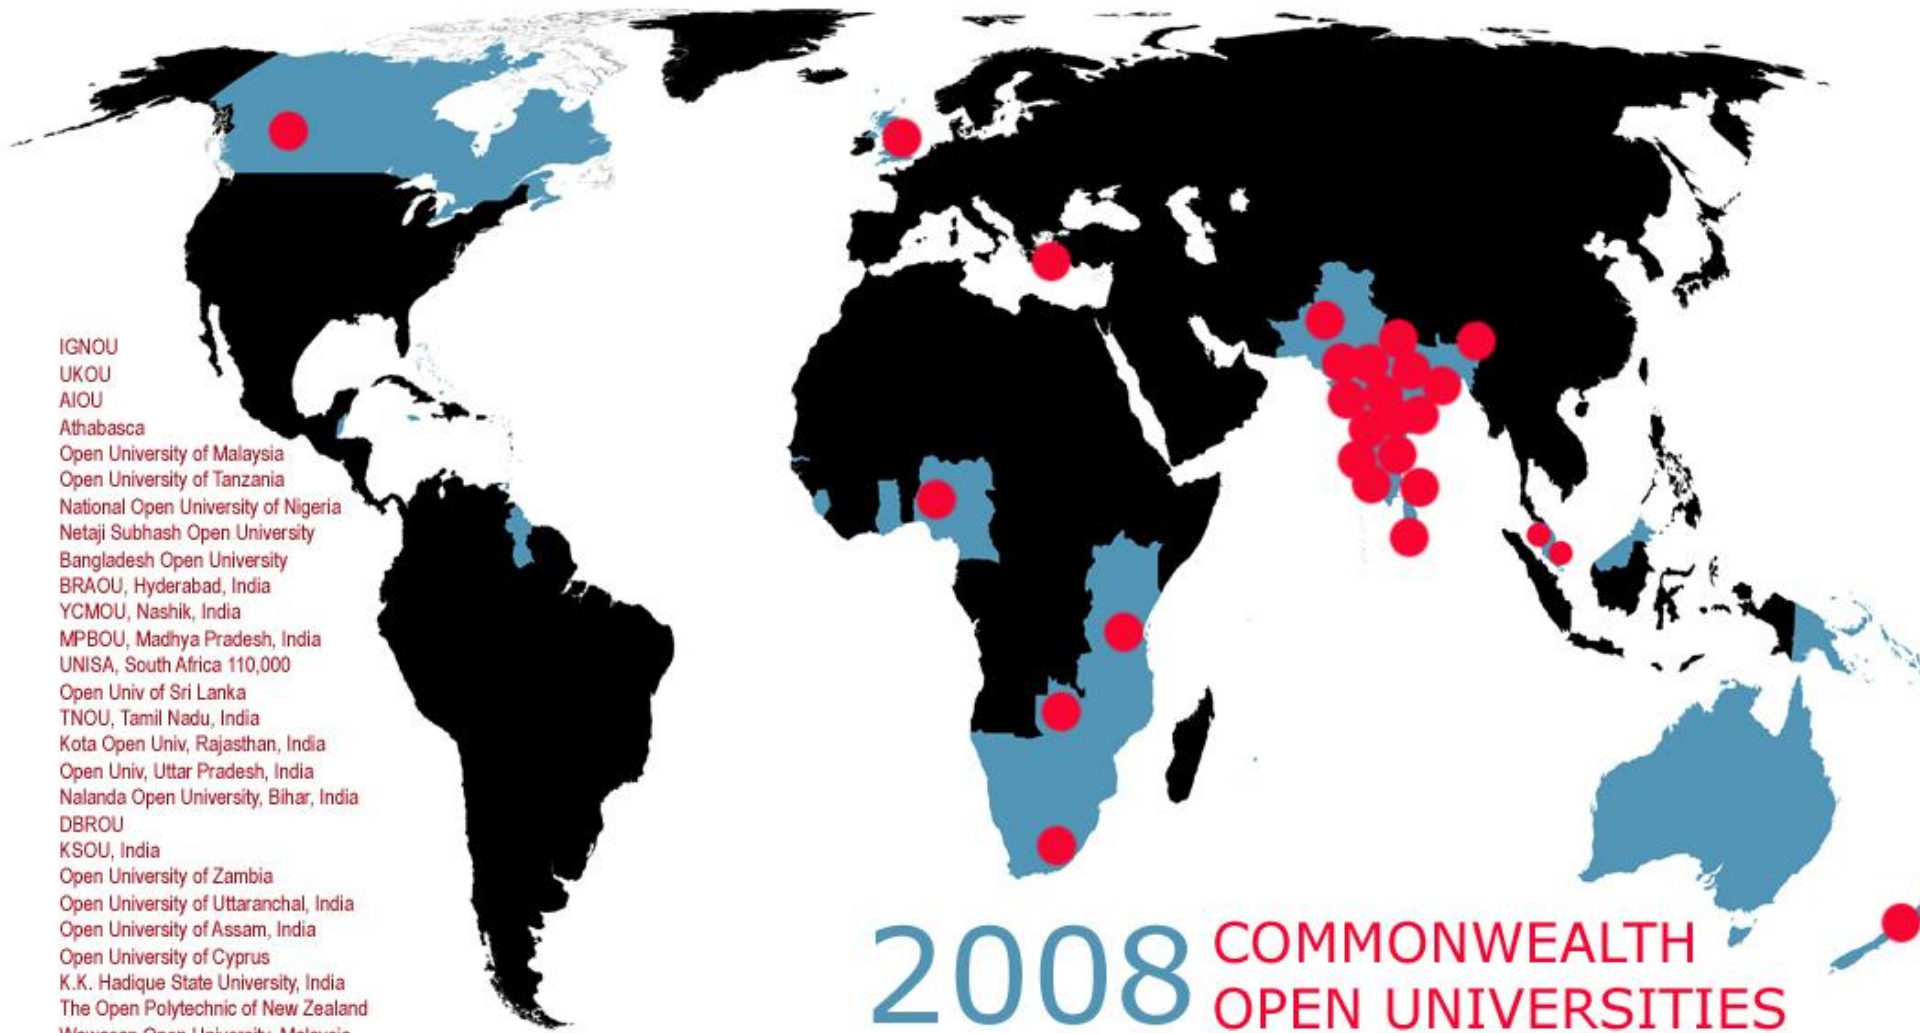 IGNOU
UKOU
AIOU
Athabasca
Open University of Malaysia
Open University of Tanzania
National Open University of Nigeria
Netaji Subhash Open University
Bangladesh Open University
BRAOU, Hyderabad, India
YCMOU, Nashik, India
MPBOU, Madhya Pradesh, India
UNISA, South Africa 110,000
Open Univ of Sri Lanka
TNOU, Tamil Nadu, India
Kota Open Univ, Rajasthan, India
Open Univ, Uttar Pradesh, India
Nalanda Open University, Bihar, India
DBROU
KSOU, India
Open University of Zambia
Open University of Uttaranchal, India
Open University of Assam, India
Open University of Cyprus
K.K. Hadique State University, India
The Open Polytechnic of New Zealand
Wawasan Open University, Malaysia
2008 COMMONWEALTH
OPEN UNIVERSITIES